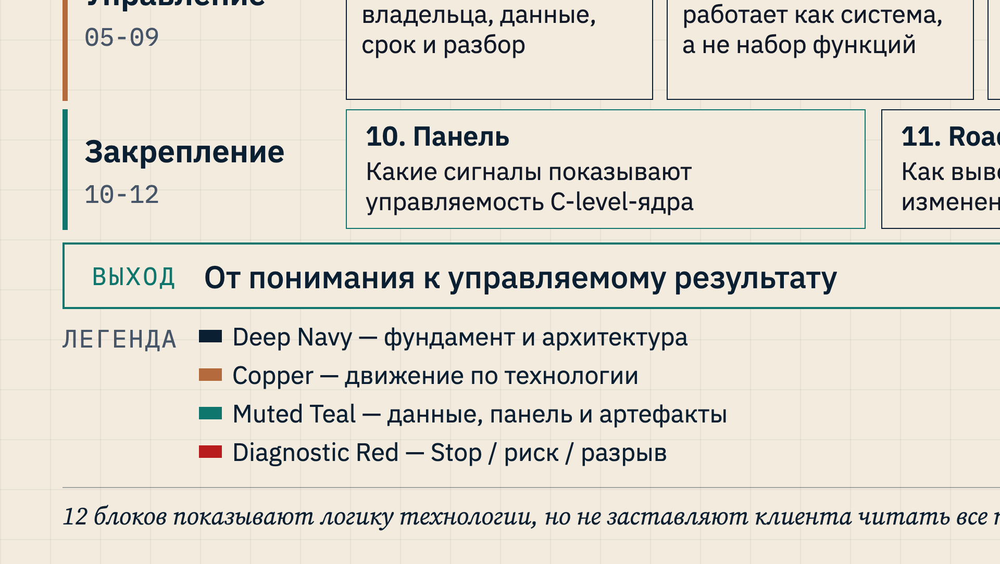 Управление
05-09
владельца, данные,
срок и разбор
работает как система,
а не набор функций
Закрепление
10-12
10. Панель
Какие сигналы показывают
управляемость C-level-ядра
11.
Как
ВЫХОД От понимания к управляемому результату
ЛЕГЕНДА
Deep Navy — фундамент и архитектура
Copper — движение по технологии
Muted Teal — данные, панель и артефакты
Diagnostic Red — Stop / риск / разрыв
12 блоков показывают логику технологии, но не заставляют клиента читать все